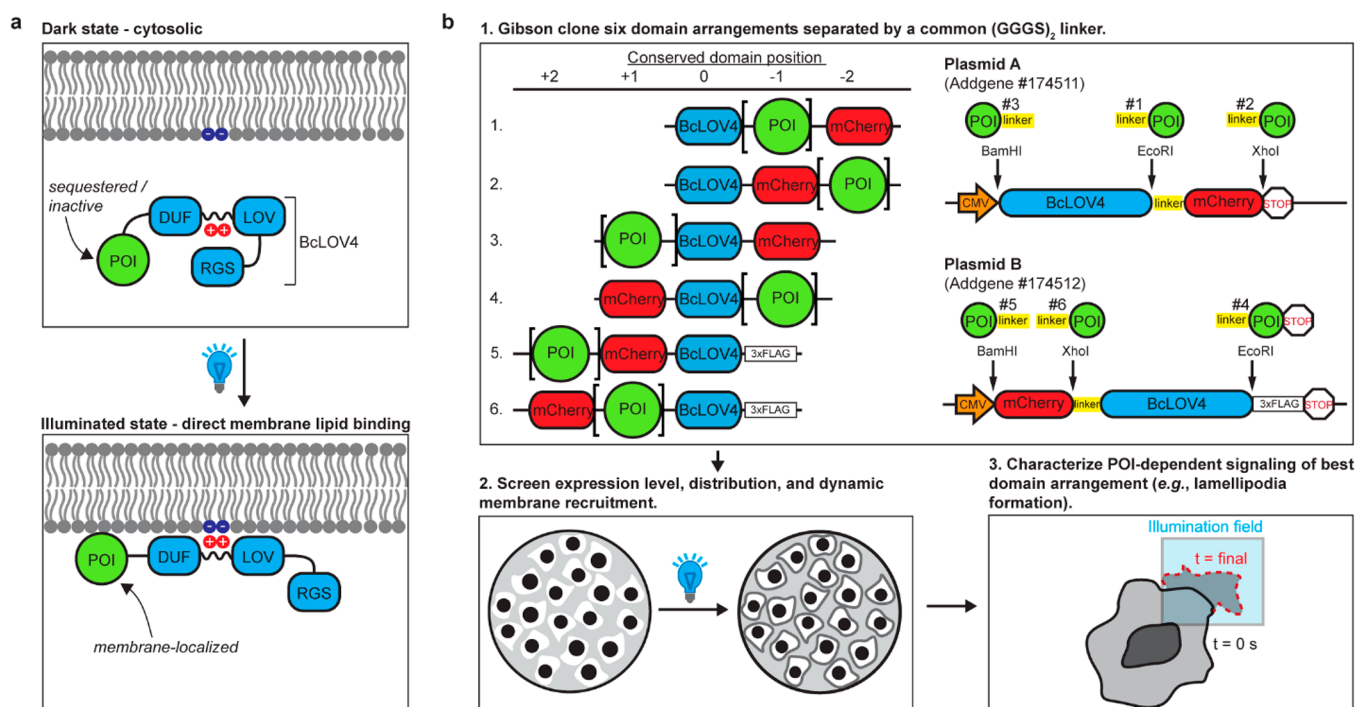 a
Dark state - cytosolic
sequestered /
inactive
POI
DUF
LOV
RGS
BcLOV4
- -
+ +
Illuminated state - direct membrane lipid binding
- -
+ +
POI
DUF
LOV
RGS
membrane-localized
b
1. Gibson clone six domain arrangements separated by a common (GGGS)₂ linker.
Conserved domain position
+2 +1 0 -1 -2
1. BcLOV4 [POI] mCherry
2. BcLOV4 mCherry [POI]
3. [POI] BcLOV4 mCherry
4. mCherry BcLOV4 [POI]
5. [POI] mCherry BcLOV4 3xFLAG
6. mCherry [POI] BcLOV4 3xFLAG
Plasmid A
(Addgene #174511)
#3 #1 #2
POI linker linker POI linker POI
BamHI EcoRI XhoI
CMV BcLOV4 linker mCherry STOP
Plasmid B
(Addgene #174512)
#5 #6 #4
POI linker linker POI linker POI STOP
BamHI XhoI EcoRI
CMV mCherry linker BcLOV4 3xFLAG STOP
2. Screen expression level, distribution, and dynamic
membrane recruitment.
3. Characterize POI-dependent signaling of best
domain arrangement (e.g., lamellipodia
formation).
Illumination field
t = final
t = 0 s